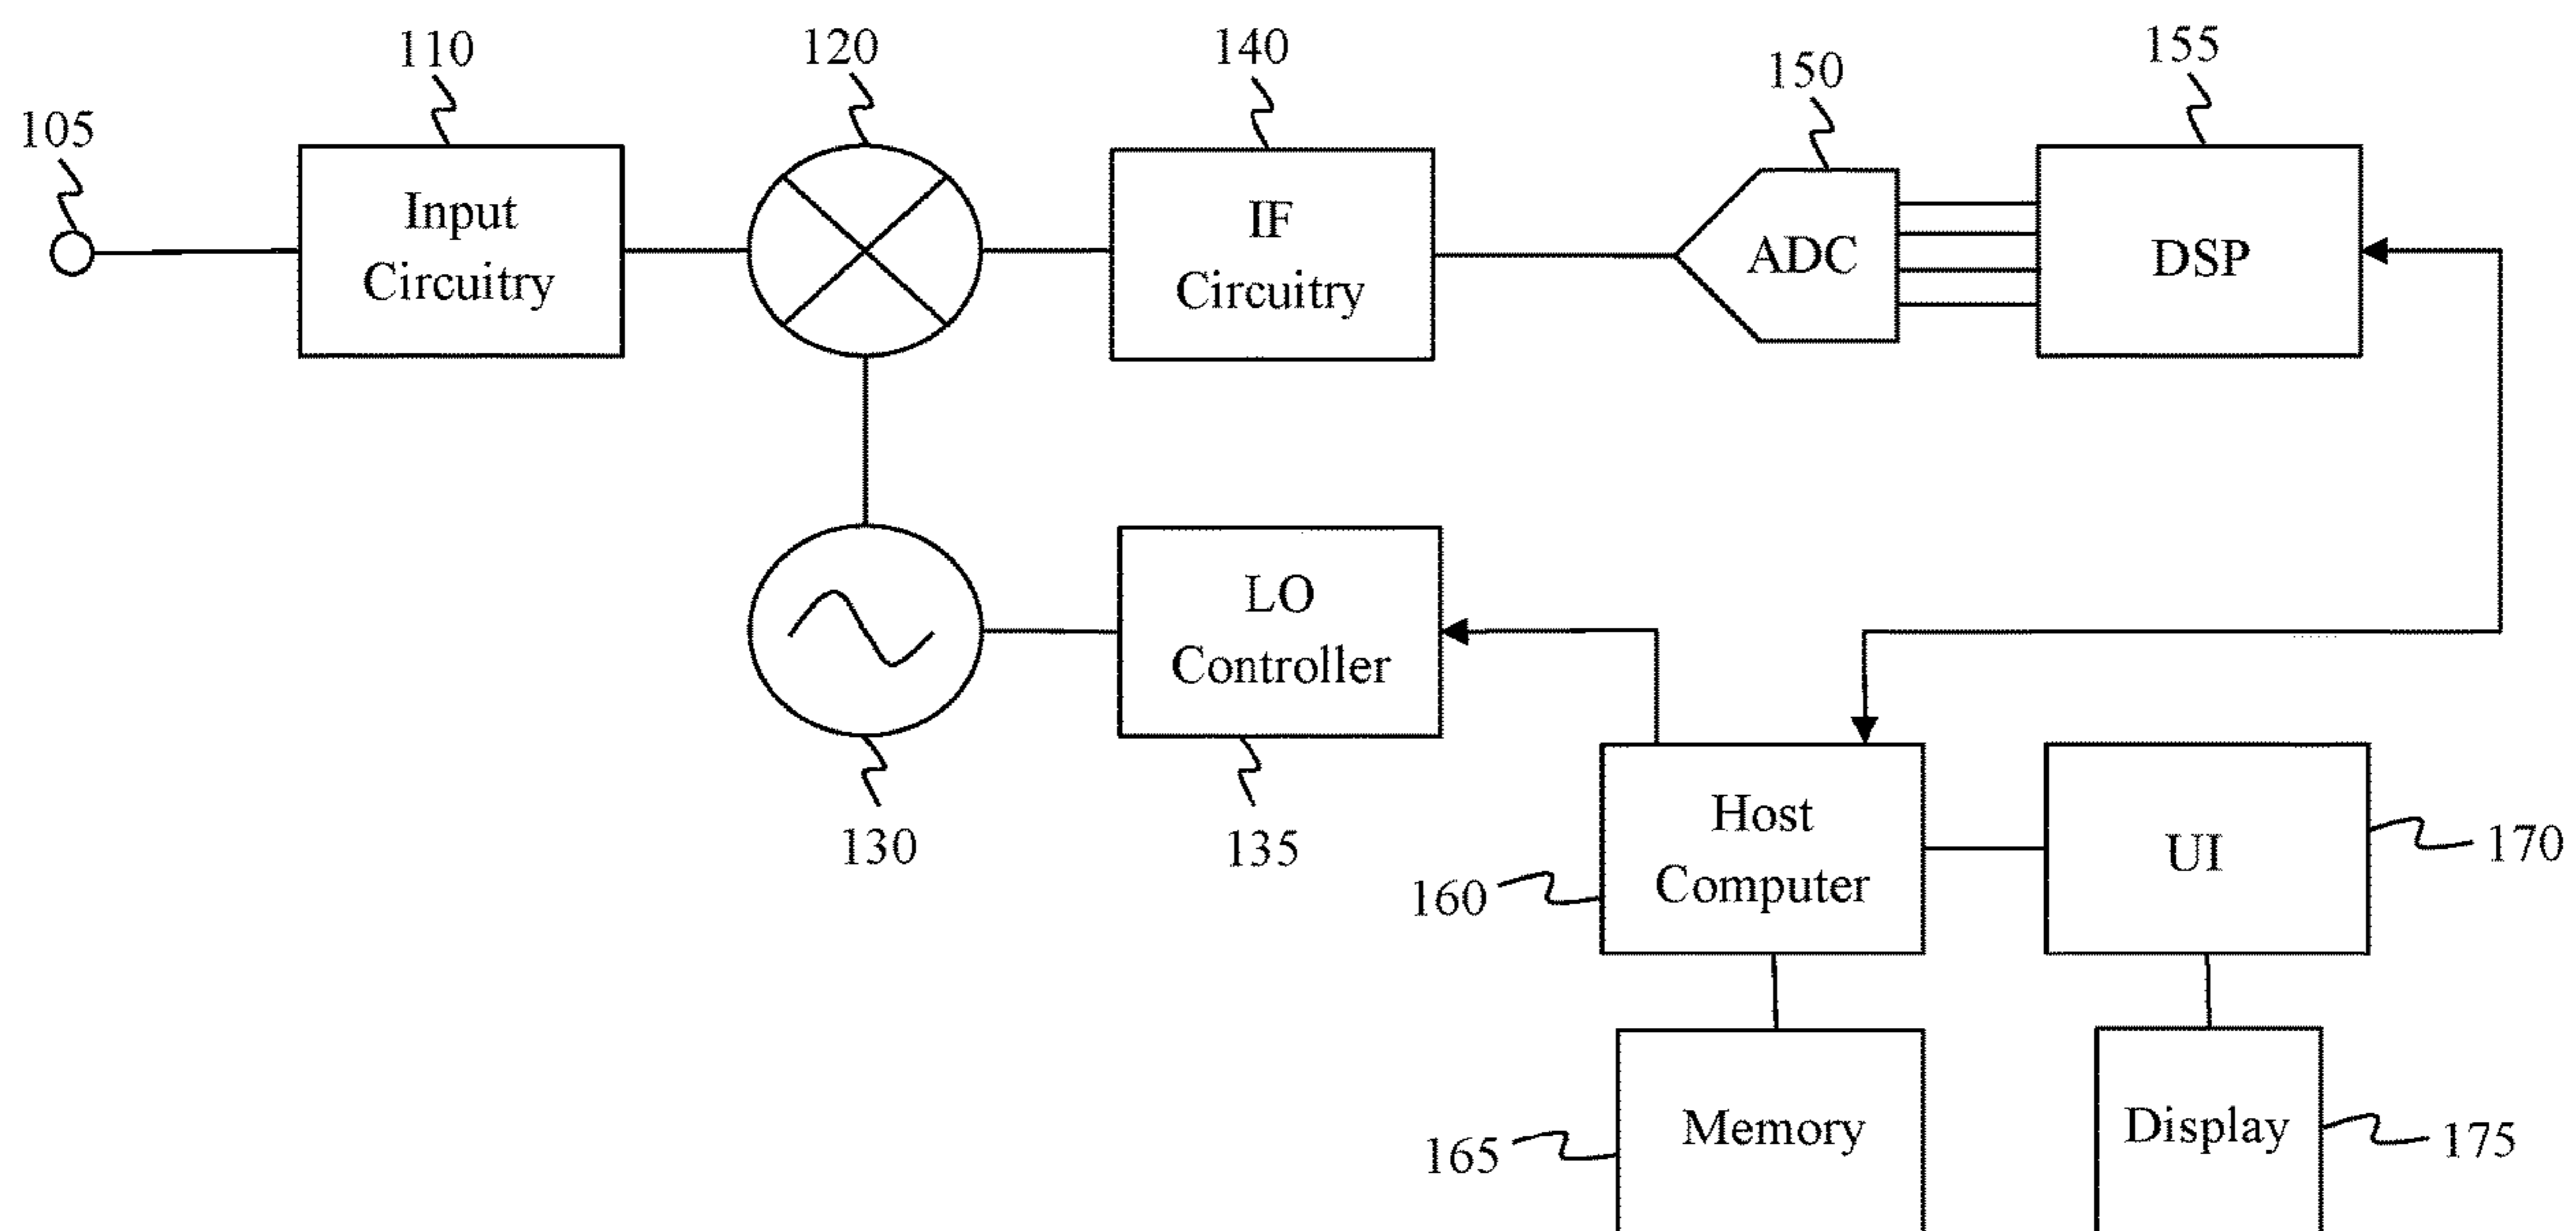 110
120
140
150
155
105
Input
Circuitry
IF
Circuitry
ADC
DSP
LO
Controller
130
135
Host
Computer
UI
170
160
Memory
Display
165
175